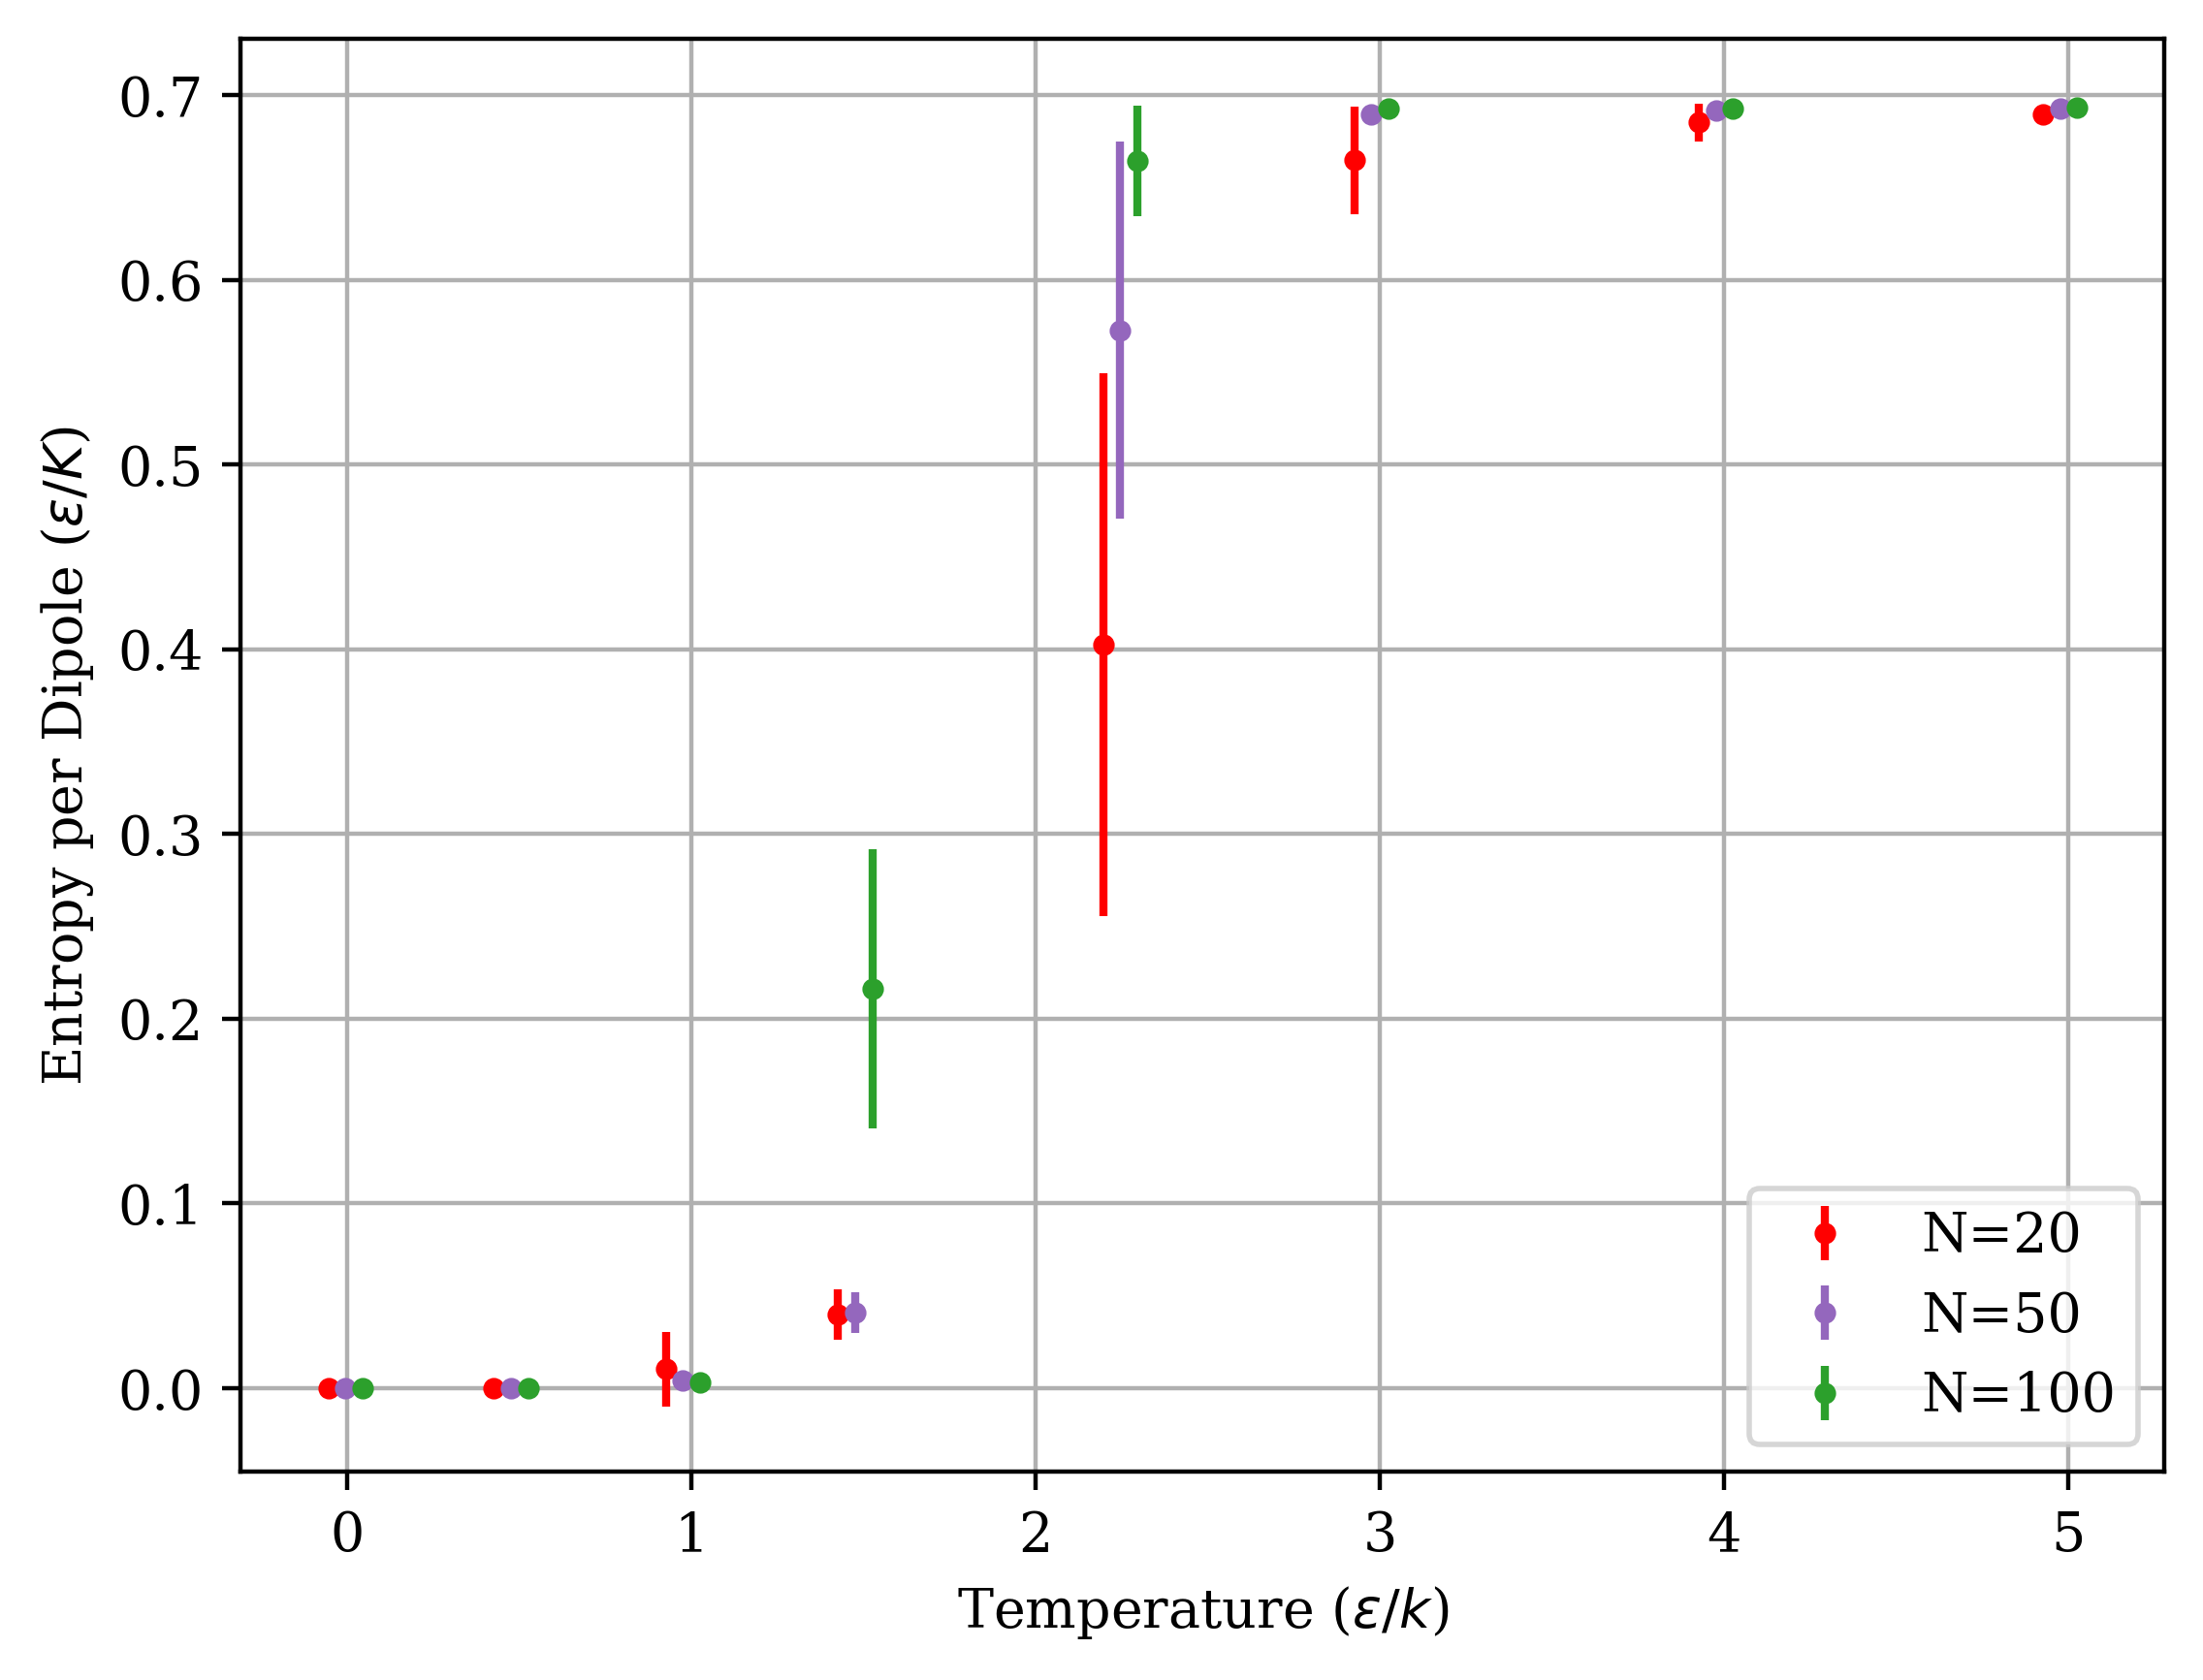 0.7
0.6
0.5
0.4
0.3
0.2
0.1
0.0
Entropy per Dipole (ε/K)
0 1 2 3 4 5
Temperature (ε/k)
N=20
N=50
N=100